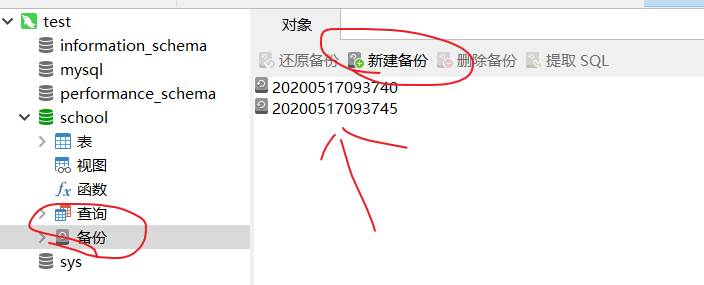 test
information_schema
mysql
performance_schema
school
表
视图
函数
查询
备份
sys
对象
还原备份 新建备份 删除备份 提取 SQL
20200517093740
20200517093745